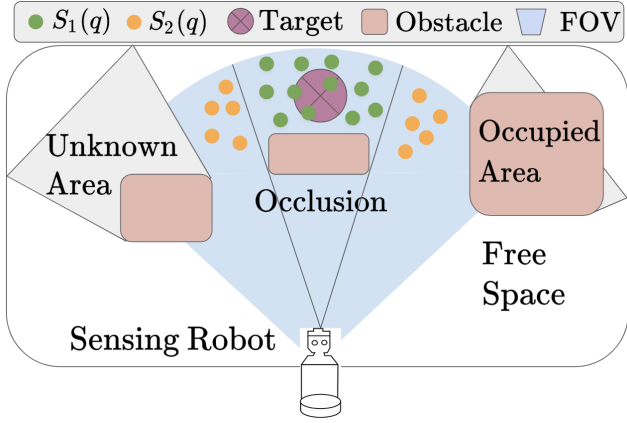 S₁(q) S₂(q) Target Obstacle FOV
Unknown
Area
Occlusion
Occupied
Area
Free
Space
Sensing Robot